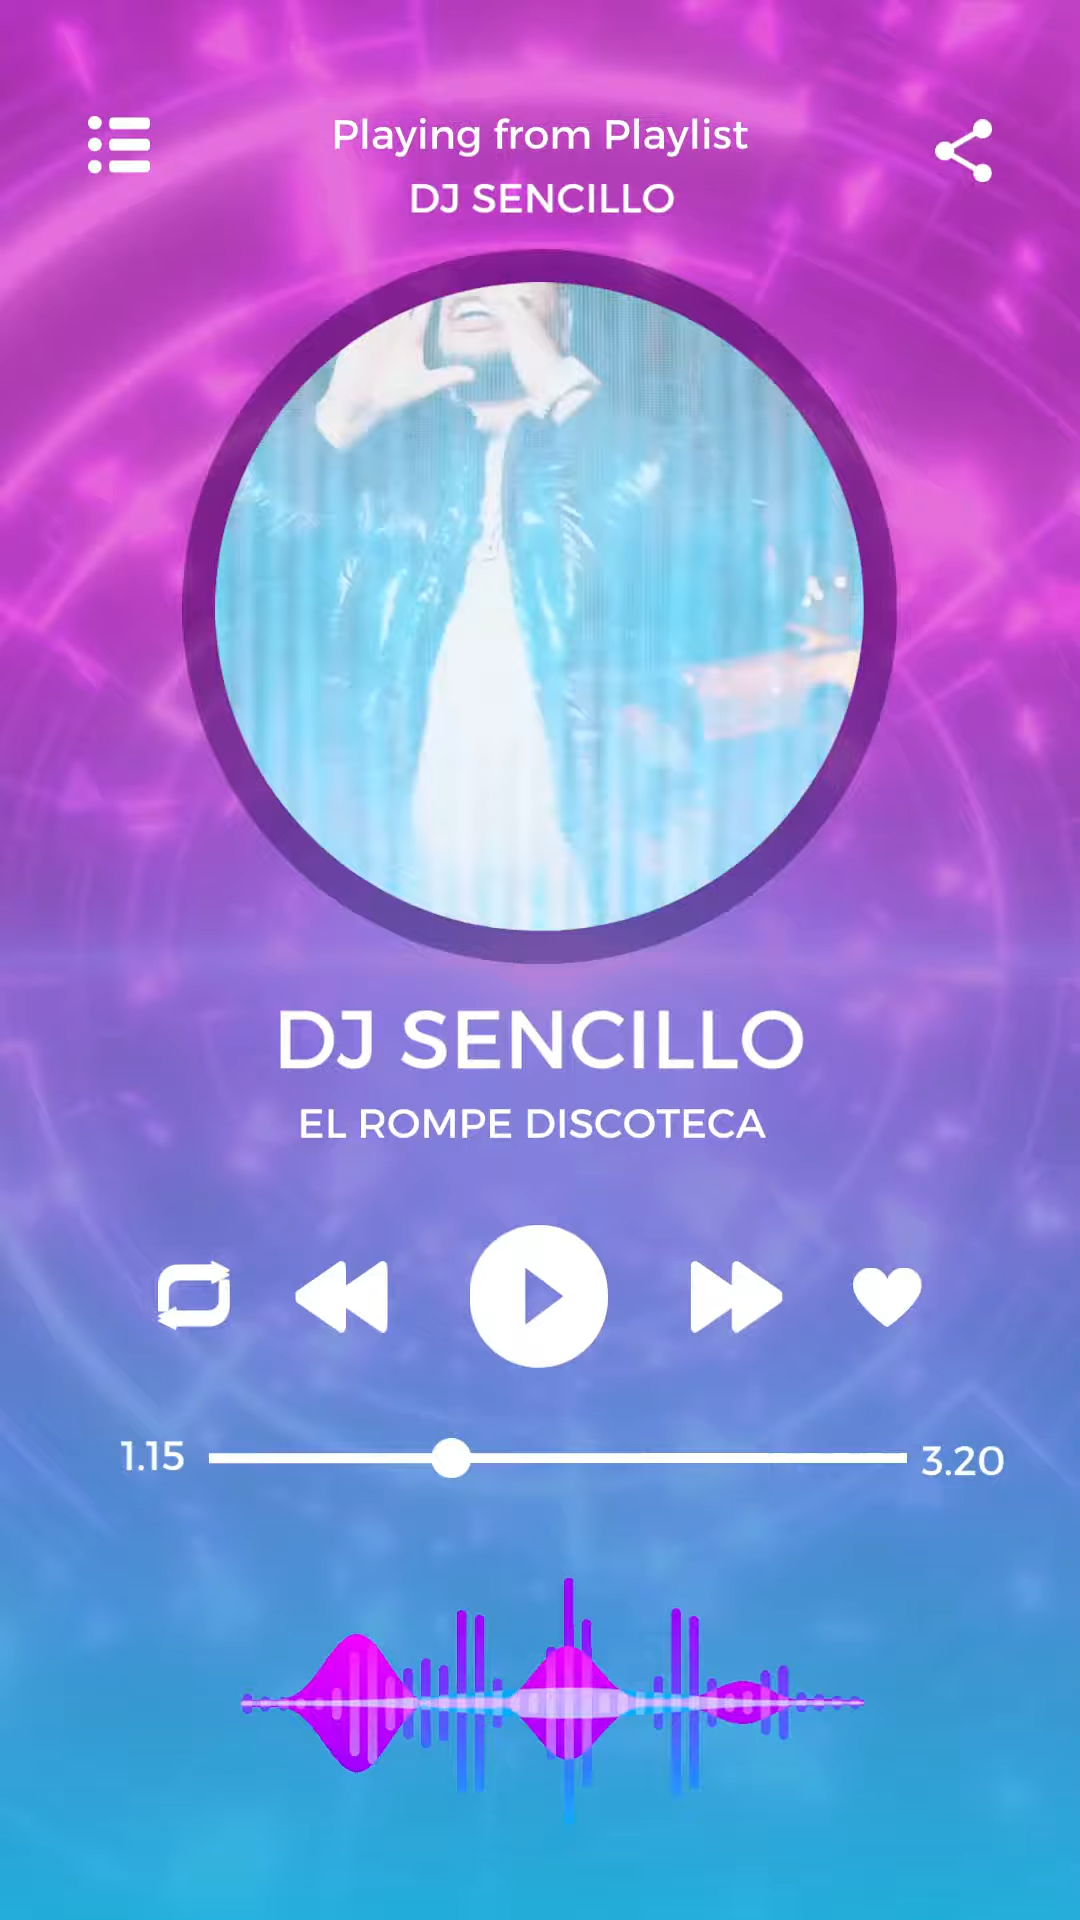 Playing from Playlist
DJ SENCILLO
DJ SENCILLO
EL ROMPE DISCOTECA
1.15
3.20